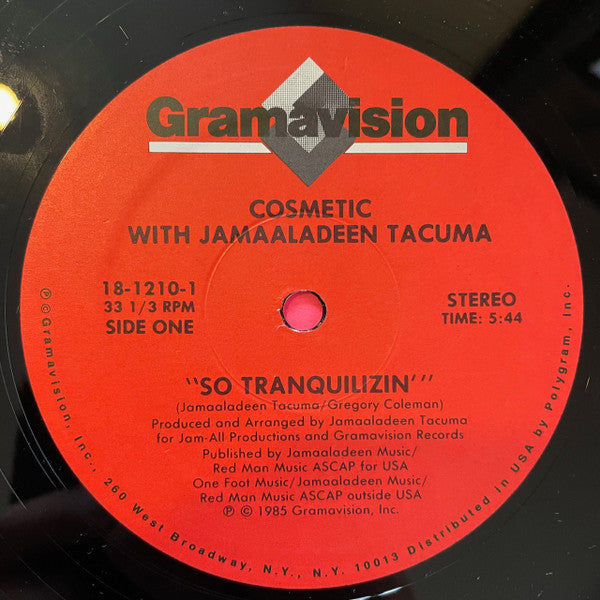 Gramavision
COSMETIC
WITH JAMAALADEEN TACUMA
18-1210-1
33 1/3 RPM
SIDE ONE
STEREO
TIME: 5:44
"SO TRANQUILIZIN'"
(Jamaaladeen Tacuma/Gregory Coleman)
Produced and Arranged by Jamaaladeen Tacuma
for Jam-All Productions and Gramavision Records
Published by Jamaaladeen Music/
Red Man Music ASCAP for USA
One Foot Music/Jamaaladeen Music/
Red Man Music ASCAP outside USA
℗ © 1985 Gramavision, Inc.
℗ ©Gramavision, Inc., 260 West Broadway, N.Y., N.Y. 10013 Distributed in USA by Polygram, Inc.